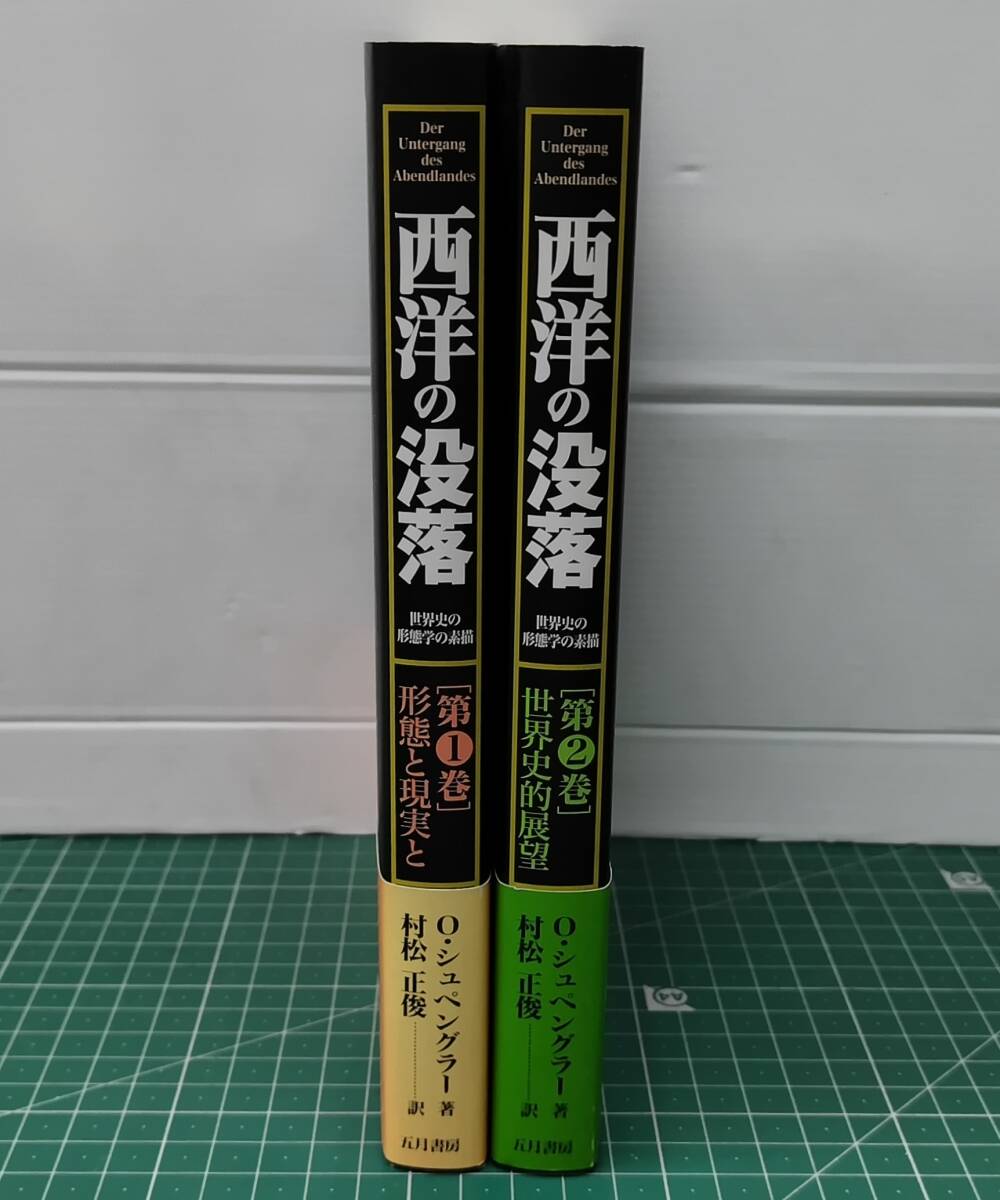 Der
Untergang
des
Abendlandes
西洋の没落
世界史の
形態学の素描
[第1巻]
形態と現実と
O・シュペングラー 著
村松 正俊 訳
五月書房
Der
Untergang
des
Abendlandes
西洋の没落
世界史の
形態学の素描
[第2巻]
世界史的展望
O・シュペングラー 著
村松 正俊 訳
五月書房
A4